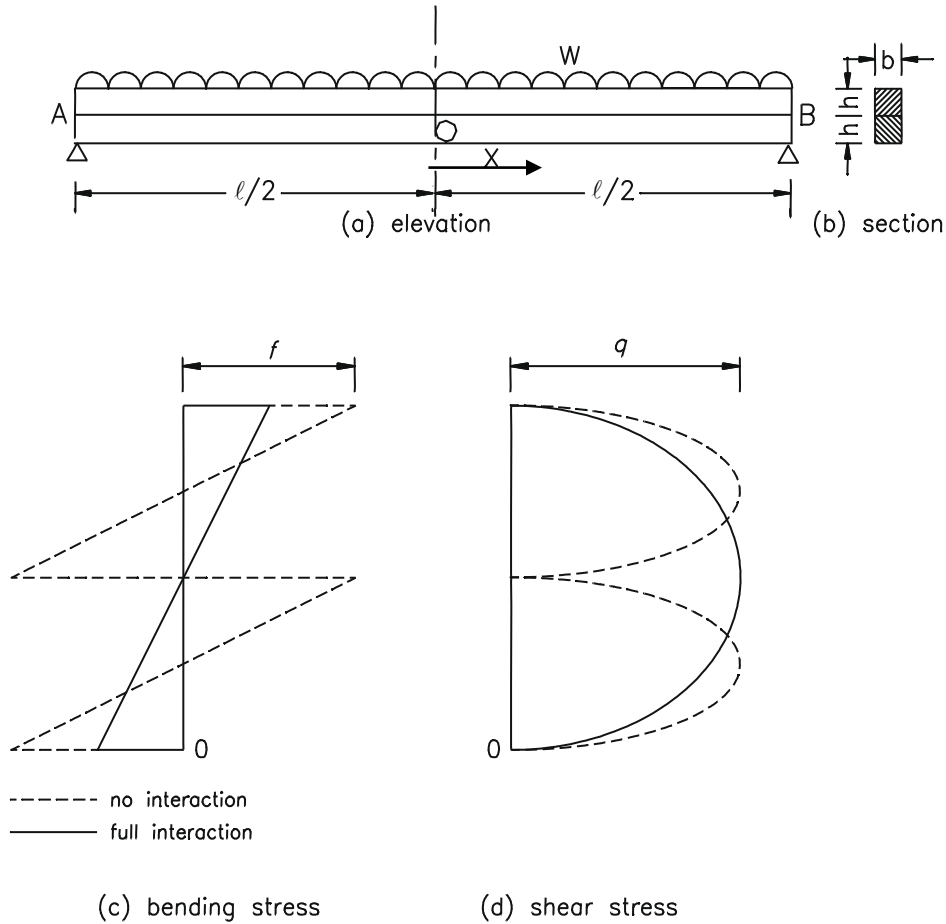 W
b
A
B
h
h
X
ℓ/2
ℓ/2
(a) elevation
(b) section
f
q
0
0
no interaction
full interaction
(c) bending stress
(d) shear stress